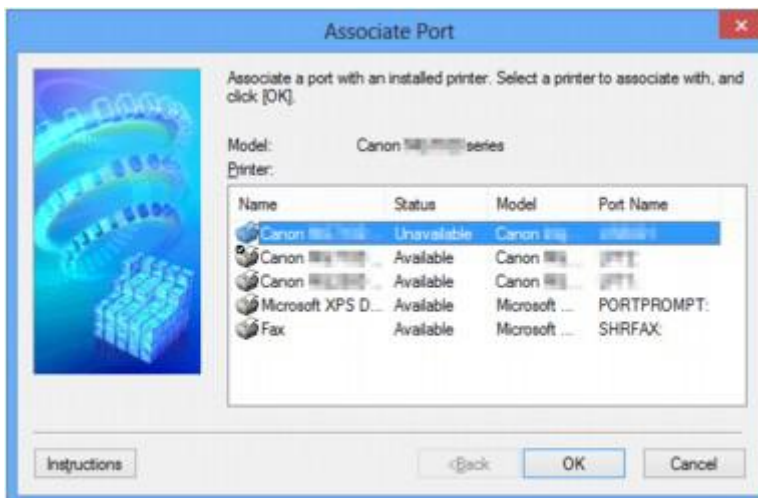 Associate Port
Associate a port with an installed printer. Select a printer to associate with, and
click [OK].
Model: Canon series
Printer:
Name Status Model Port Name
Canon Unavailable Canon
Canon ... Available Canon ...
Canon ... Available Canon ...
Microsoft XPS D... Available Microsoft ... PORTPROMPT:
Fax Available Microsoft ... SHRFAX:
Instructions <Back OK Cancel